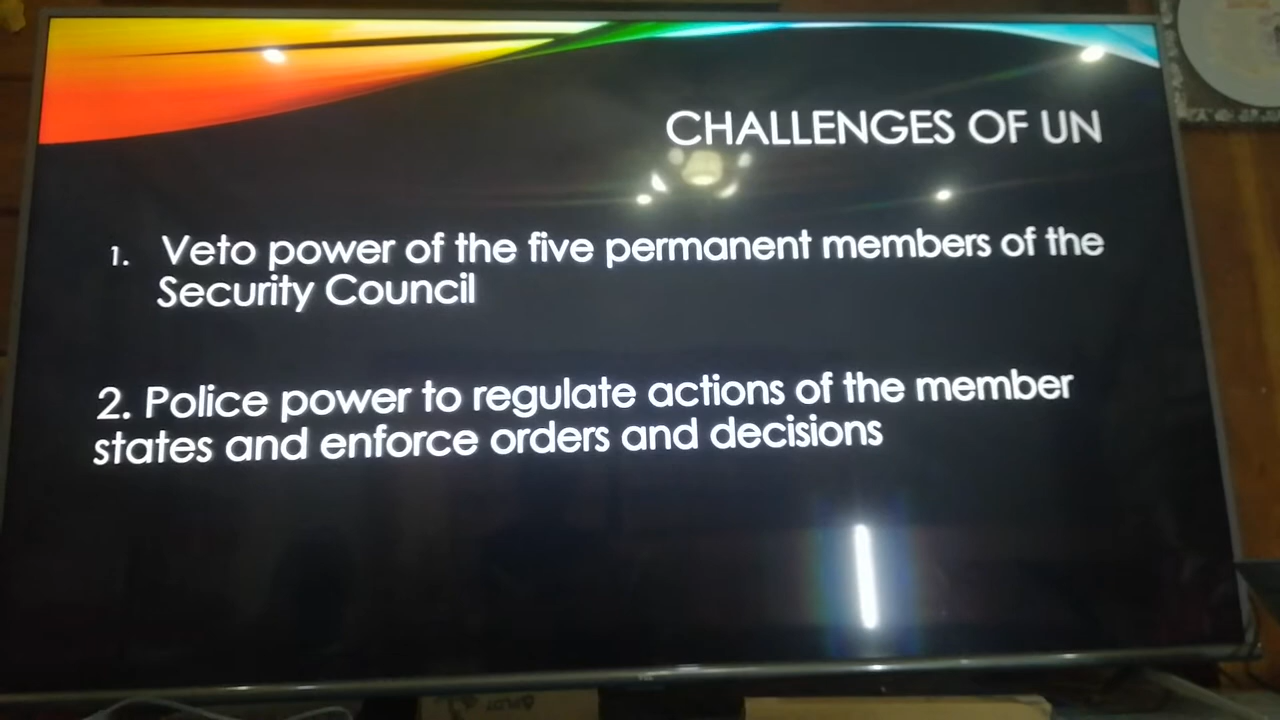 CHALLENGES OF UN
1. Veto power of the five permanent members of the
Security Council
2. Police power to regulate actions of the member
states and enforce orders and decisions